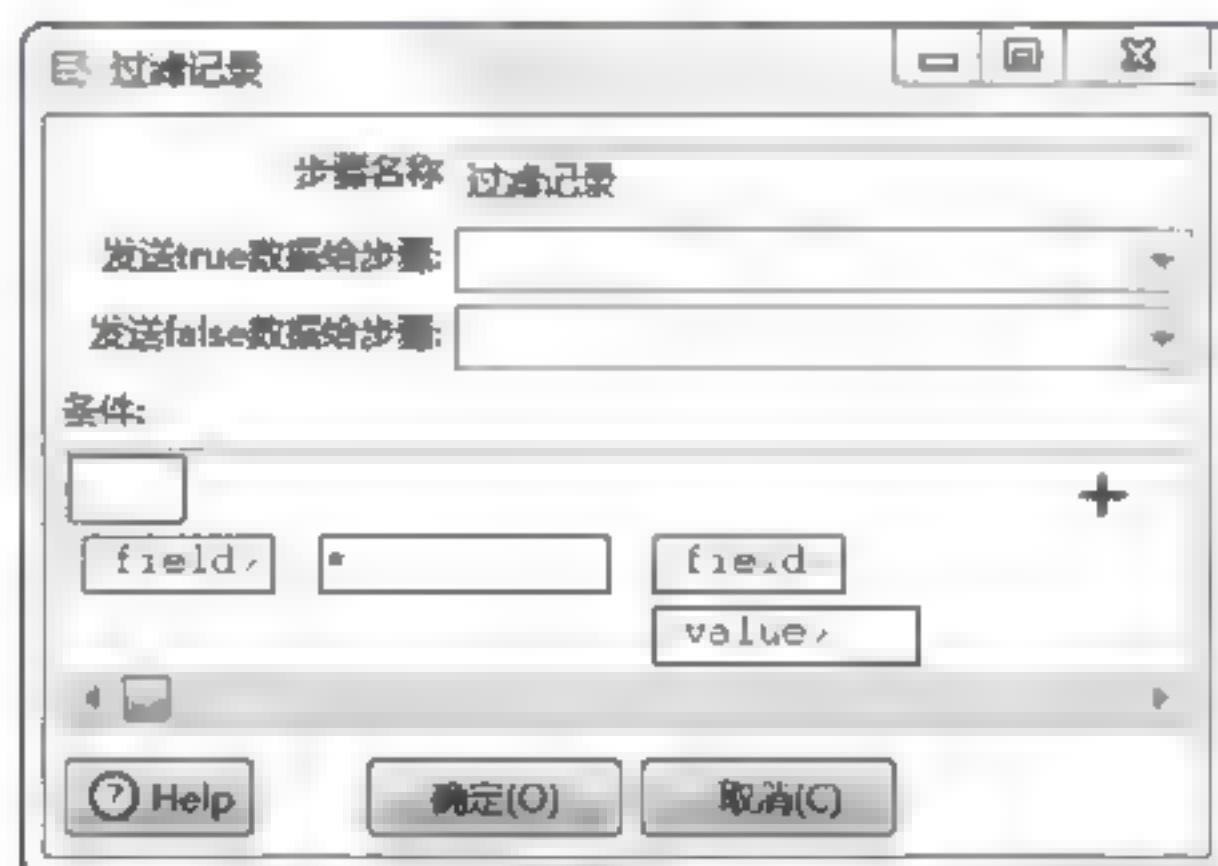 过滤记录
步骤名称 过滤记录
发送true数据给步骤:
发送false数据给步骤:
条件:
<field> = <field>
<value>
Help 确定(O) 取消(C)